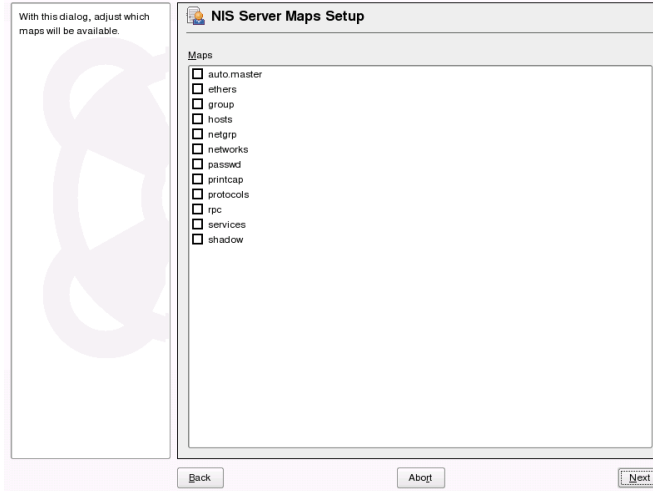 With this dialog, adjust which
maps will be available.
NIS Server Maps Setup
Maps
auto.master
ethers
group
hosts
netgrp
networks
passwd
printcap
protocols
rpc
services
shadow
Back
Abort
Next